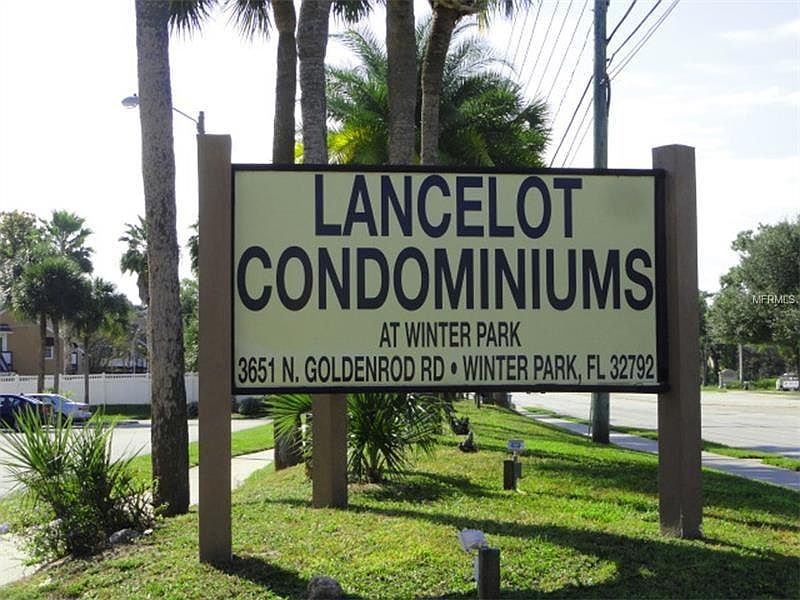 LANCELOT
CONDOMINIUMS
AT WINTER PARK
3651 N. GOLDENROD RD • WINTER PARK, FL 32792
MFRMLS